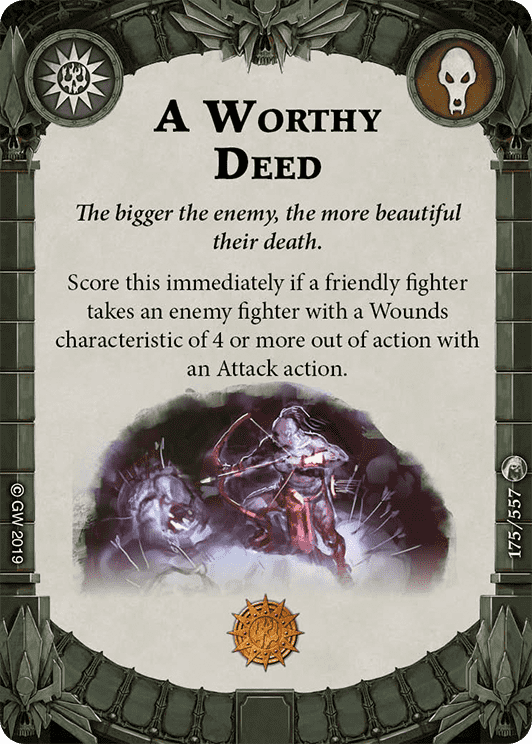 A Worthy
Deed
The bigger the enemy, the more beautiful
their death.
Score this immediately if a friendly fighter
takes an enemy fighter with a Wounds
characteristic of 4 or more out of action with
an Attack action.
© GW 2019
175/557